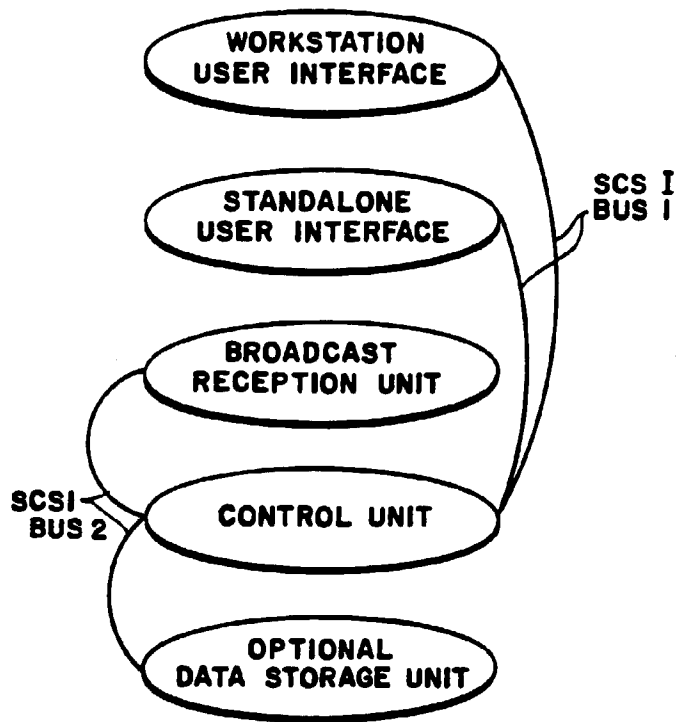 WORKSTATION
USER INTERFACE
STANDALONE
USER INTERFACE
SCS I
BUS 1
BROADCAST
RECEPTION UNIT
CONTROL UNIT
SCSI
BUS 2
OPTIONAL
DATA STORAGE UNIT